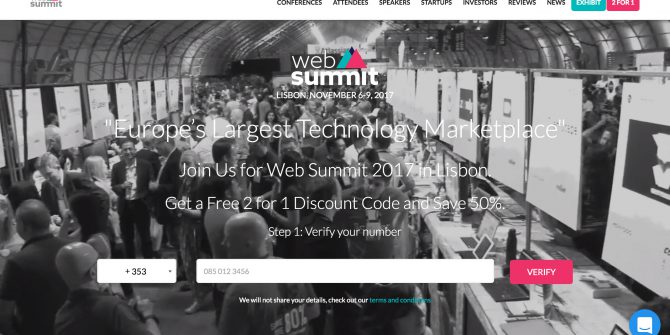 summit
CONFERENCES ATTENDEES SPEAKERS STARTUPS INVESTORS REVIEWS NEWS EXHIBIT 2 FOR 1
web
summit
LISBON, NOVEMBER 6-9, 2017
"Europe's Largest Technology Marketplace"
Join Us for Web Summit 2017 in Lisbon.
Get a Free 2 for 1 Discount Code and Save 50%.
Step 1: Verify your number
+ 353 085 012 3456 VERIFY
We will not share your details, check out our terms and conditions